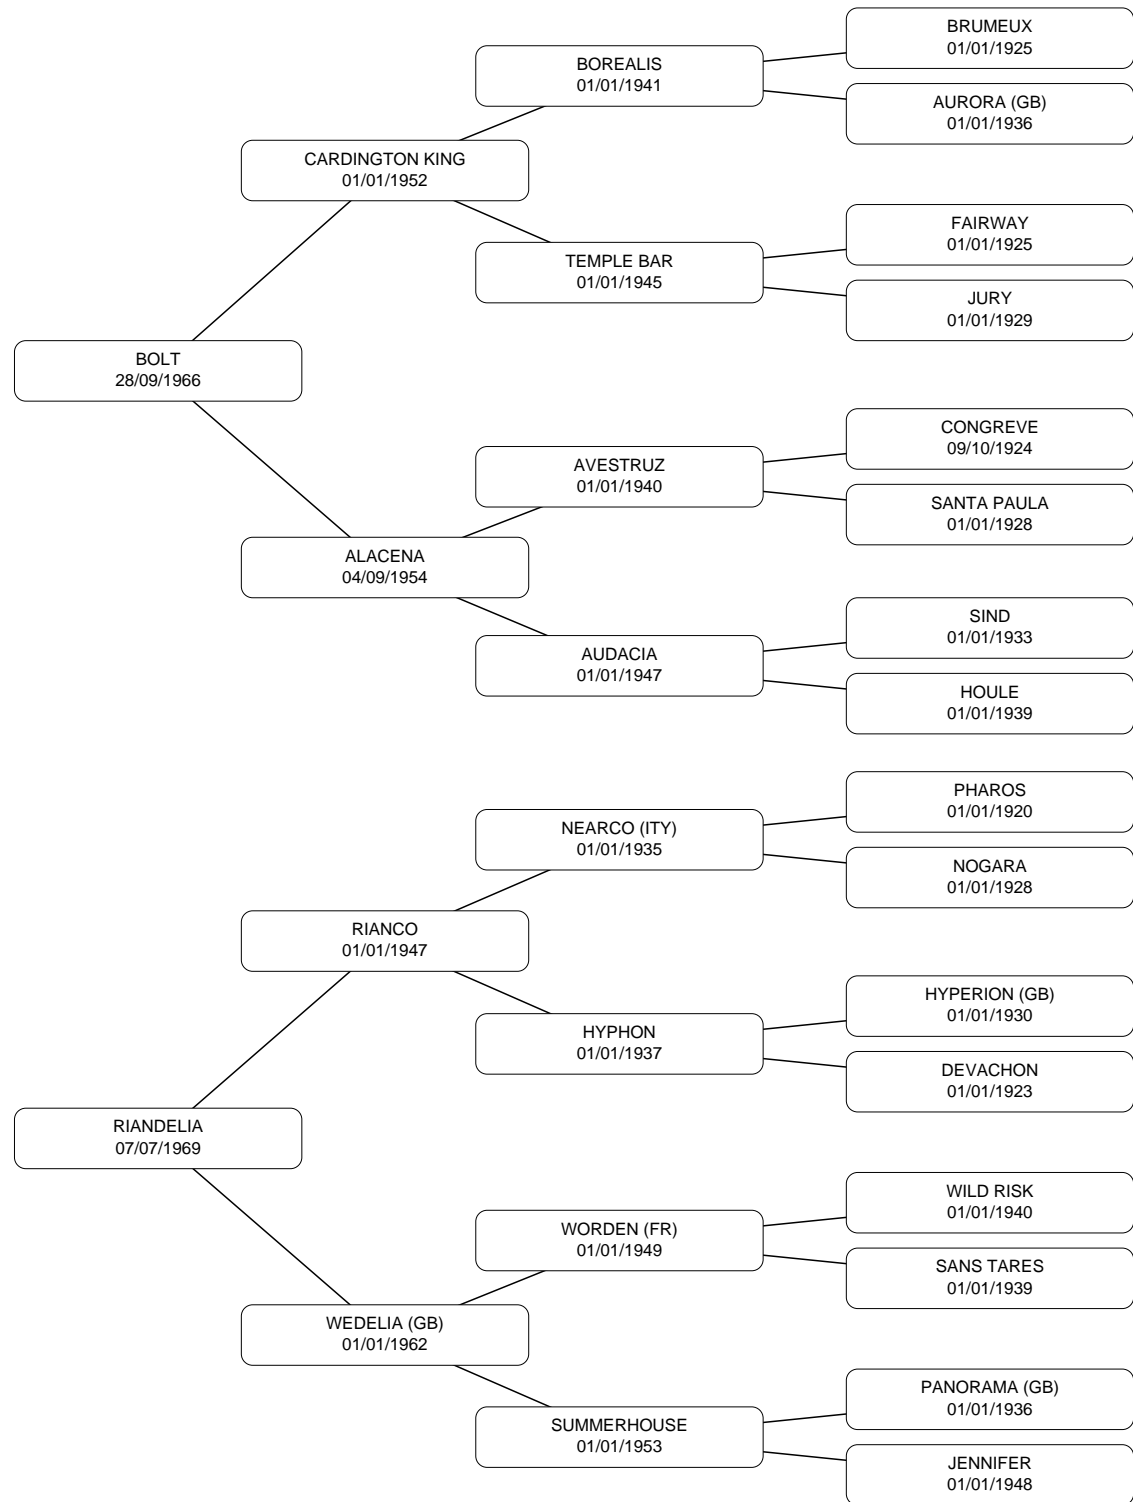 BRUMEUX
01/01/1925
BOREALIS
01/01/1941
AURORA (GB)
01/01/1936
CARDINGTON KING
01/01/1952
FAIRWAY
01/01/1925
TEMPLE BAR
01/01/1945
JURY
01/01/1929
BOLT
28/09/1966
CONGREVE
09/10/1924
AVESTRUZ
01/01/1940
SANTA PAULA
01/01/1928
ALACENA
04/09/1954
SIND
01/01/1933
AUDACIA
01/01/1947
HOULE
01/01/1939
PHAROS
01/01/1920
NEARCO (ITY)
01/01/1935
NOGARA
01/01/1928
RIANCO
01/01/1947
HYPERION (GB)
01/01/1930
HYPHON
01/01/1937
DEVACHON
01/01/1923
RIANDELIA
07/07/1969
WILD RISK
01/01/1940
WORDEN (FR)
01/01/1949
SANS TARES
01/01/1939
WEDELIA (GB)
01/01/1962
PANORAMA (GB)
01/01/1936
SUMMERHOUSE
01/01/1953
JENNIFER
01/01/1948